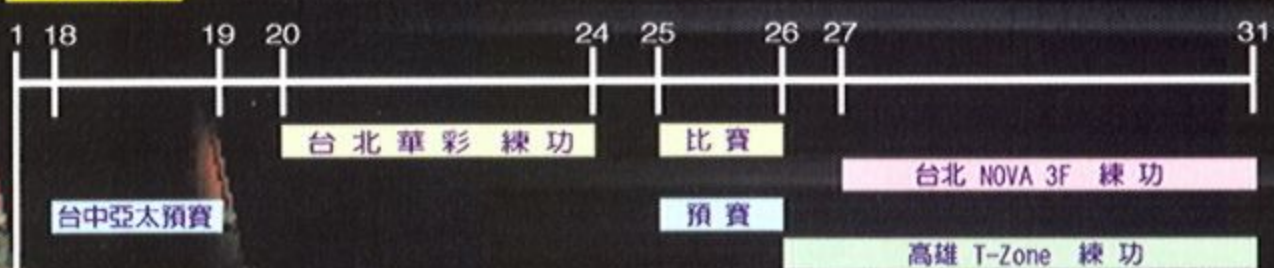 1 18 19 20 24 25 26 27 31
台北華彩 練功 比賽
台北 NOVA 3F 練功
台中亞太預賽 預賽
高雄 T-Zone 練功